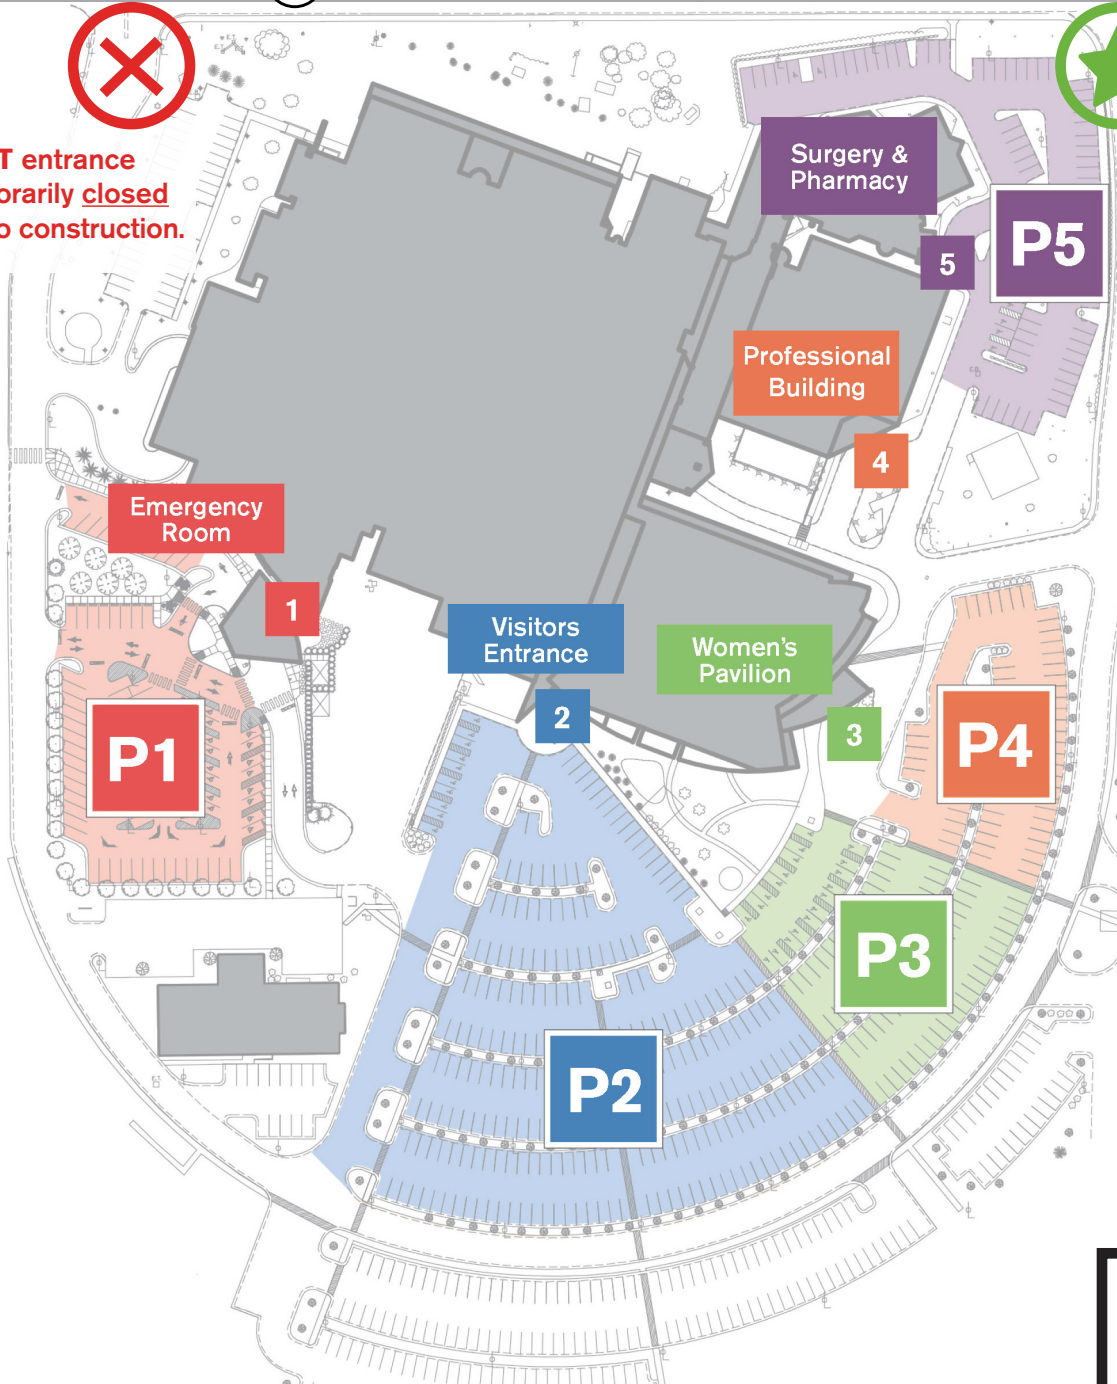 T entrance
orarily closed
o construction.
Surgery &
Pharmacy
P5
5
Professional
Building
4
Emergency
Room
1
Visitors
Entrance
2
Women's
Pavilion
3
P1
P4
P3
P2